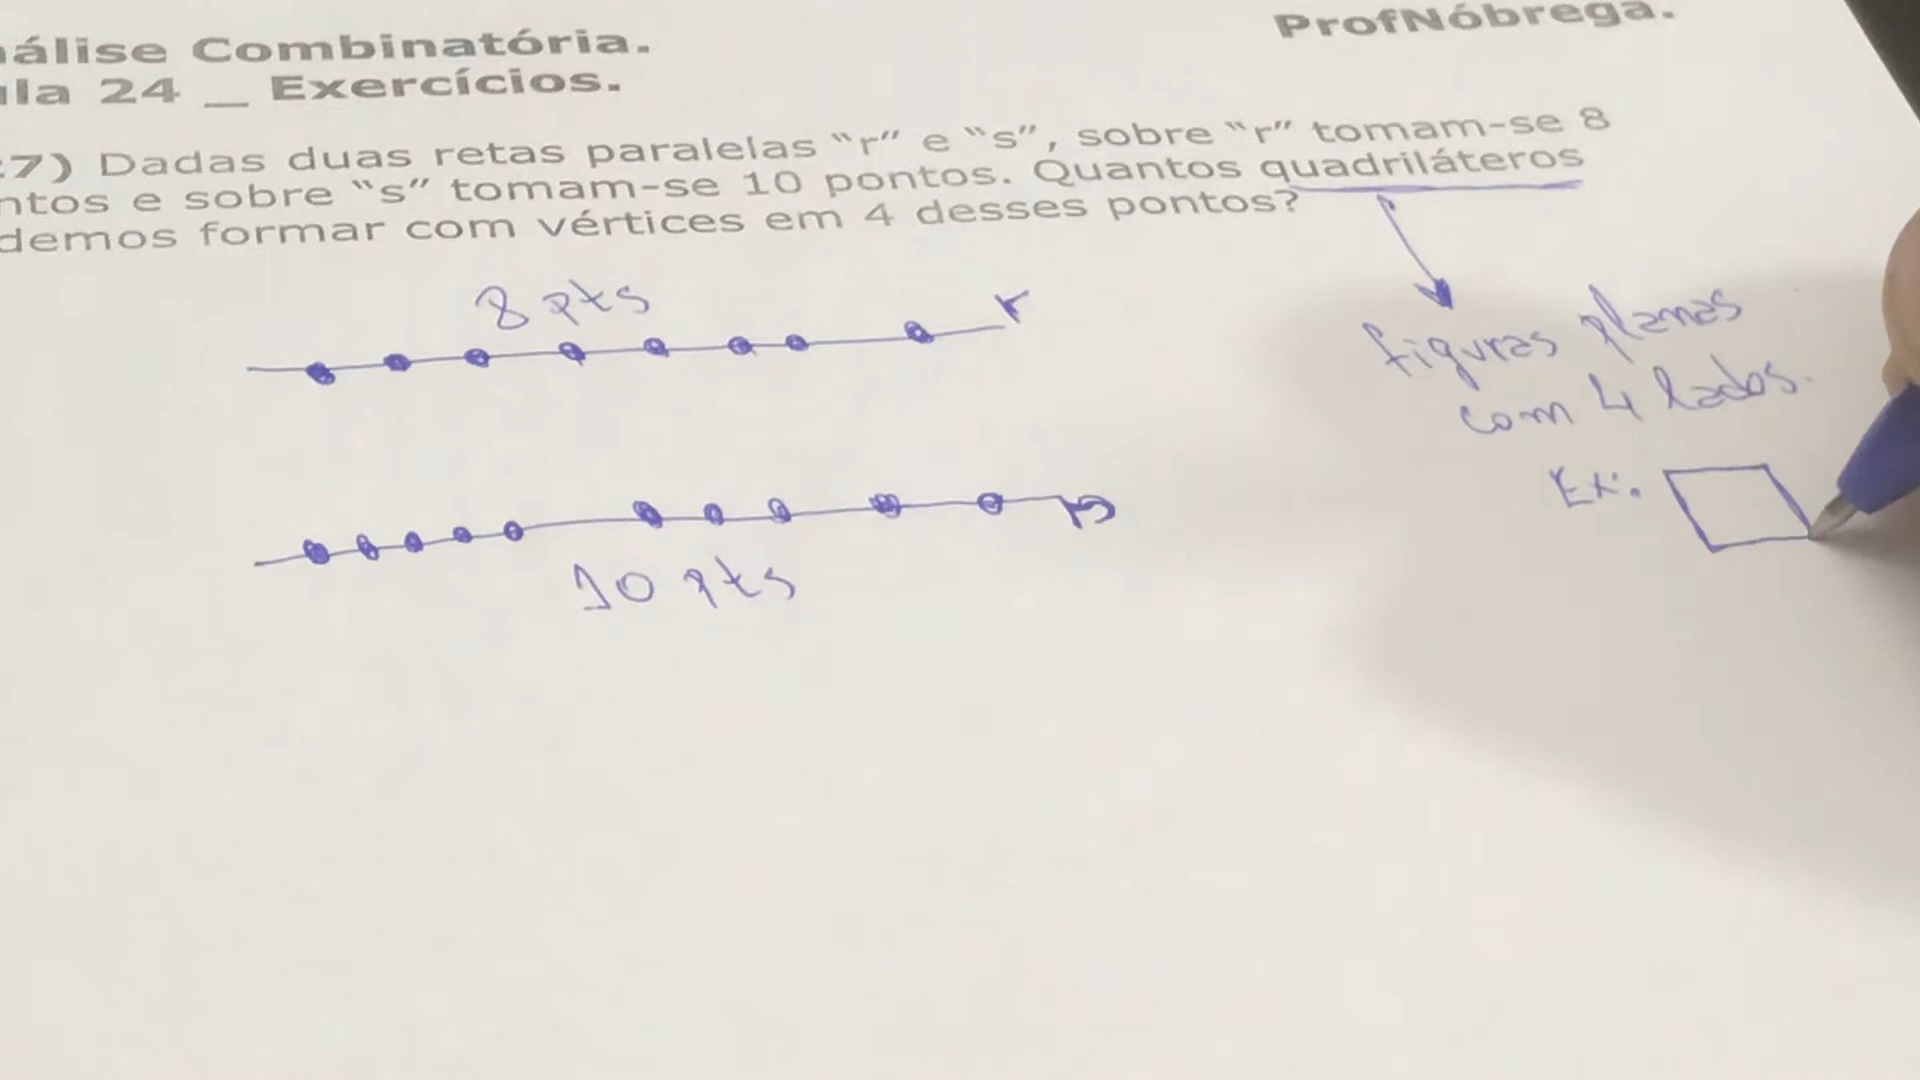 nálise Combinatória.
ProfNóbrega.
ula 24 _ Exercícios.
:7) Dadas duas retas paralelas "r" e "s", sobre "r" tomam-se 8
ntos e sobre "s" tomam-se 10 pontos. Quantos quadriláteros
demos formar com vértices em 4 desses pontos?
8 pts
r
figuras planas
com 4 lados.
Ex:.
s
10 pts